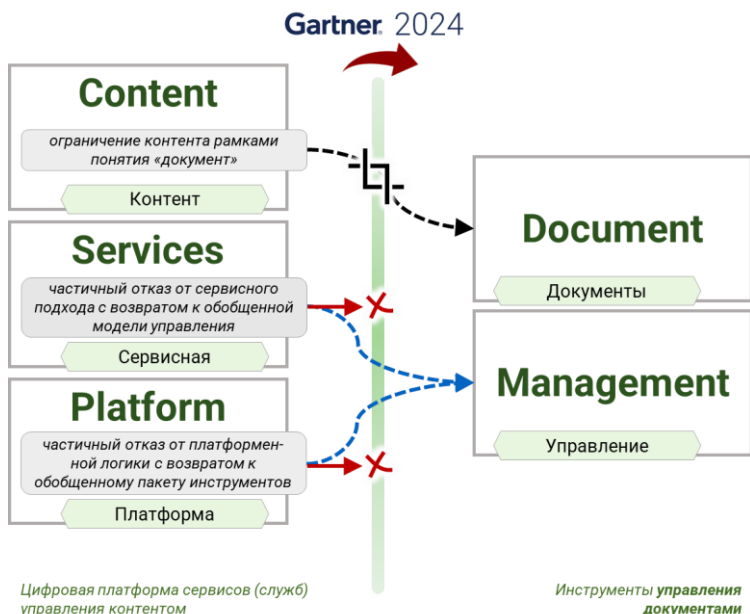 Gartner 2024
Content
ограничение контента рамками
понятия «документ»
Контент
Services
частичный отказ от сервисного
подхода с возвратом к обобщенной
модели управления
Сервисная
Platform
частичный отказ от платформен-
ной логики с возвратом к
обобщенному пакету инструментов
Платформа
Document
Документы
Management
Управление
Цифровая платформа сервисов (служб)
управления контентом
Инструменты управления
документами